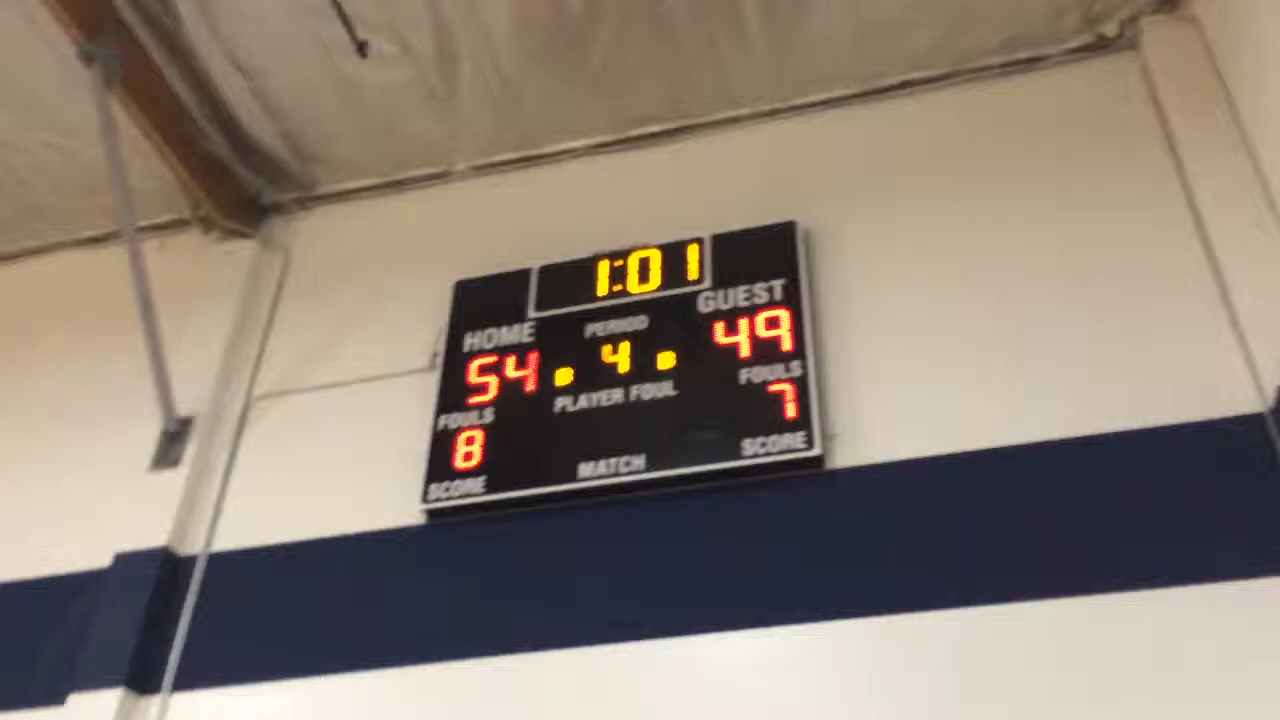 1:01
HOME PERIOD GUEST
54 4 49
FOULS PLAYER FOUL FOULS
8 7
SCORE MATCH SCORE